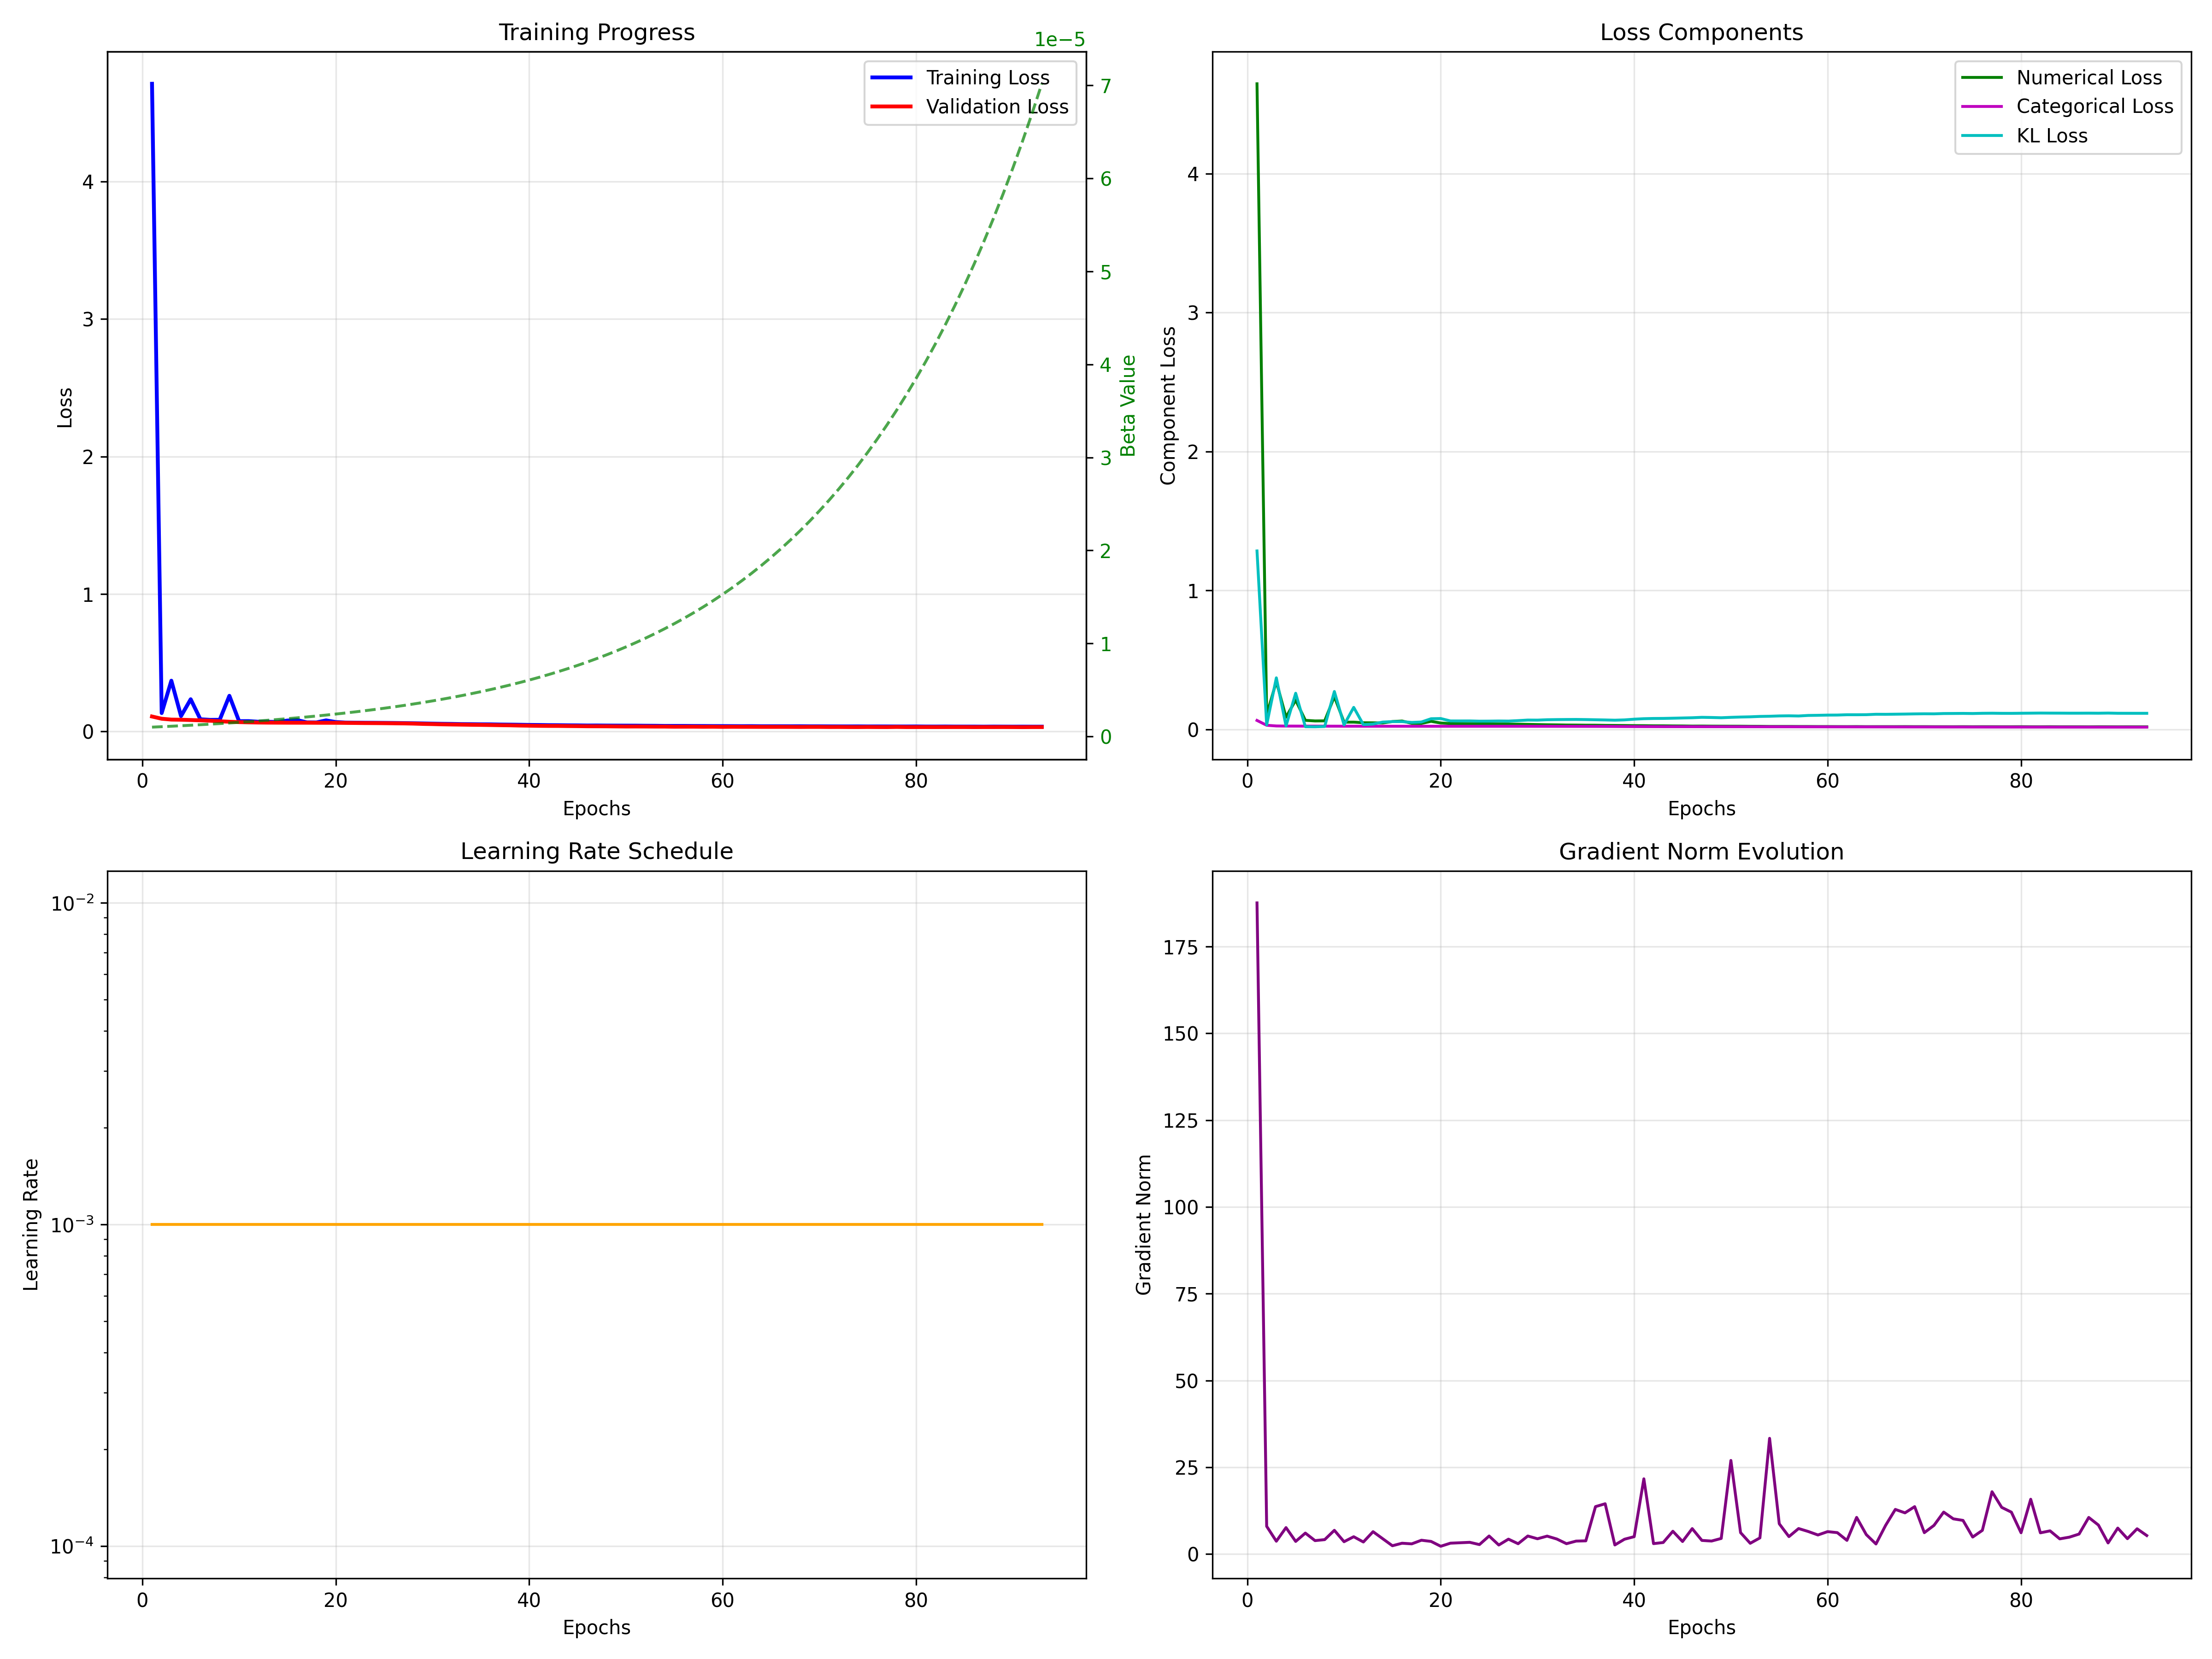 Training Progress
1e−5
Training Loss
Validation Loss
4
3
2
1
0
Loss
7
6
5
4
3
2
1
0
Beta Value
0
20
40
60
80
Epochs
Loss Components
Numerical Loss
Categorical Loss
KL Loss
4
3
2
1
0
Component Loss
0
20
40
60
80
Epochs
Learning Rate Schedule
10⁻²
10⁻³
10⁻⁴
Learning Rate
0
20
40
60
80
Epochs
Gradient Norm Evolution
175
150
125
100
75
50
25
0
Gradient Norm
0
20
40
60
80
Epochs